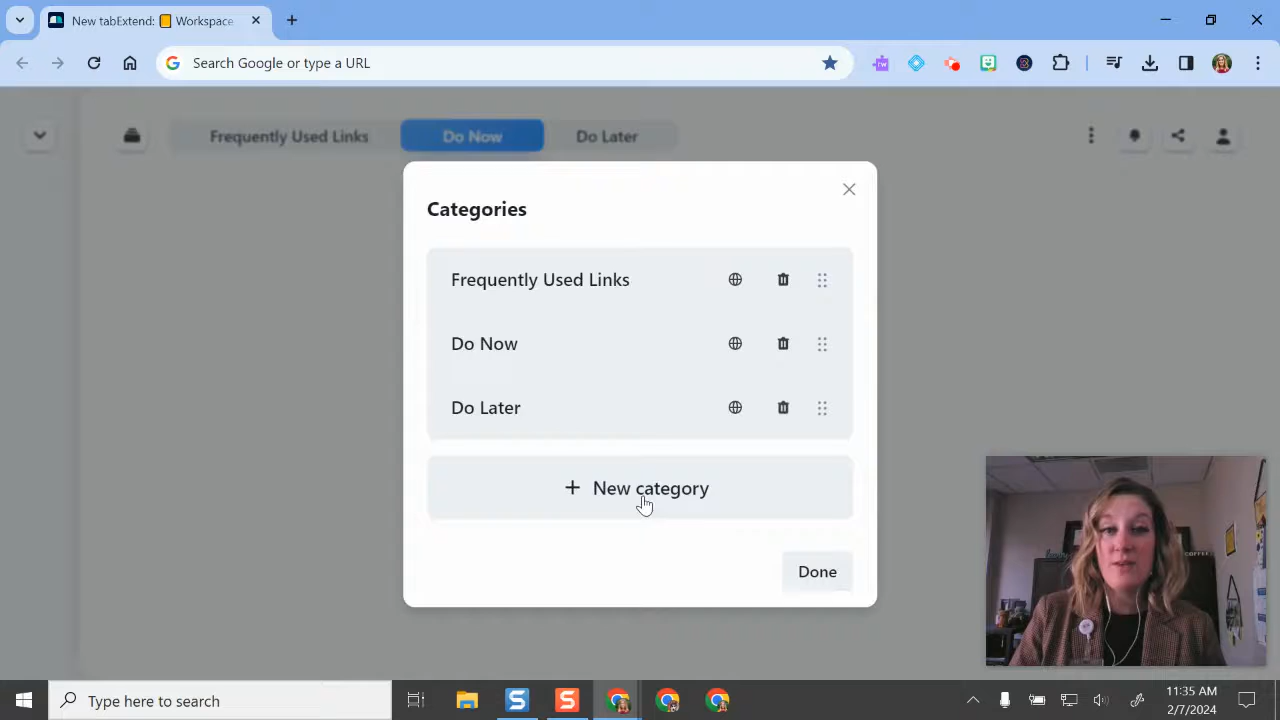 New tabExtend: Workspace
Search Google or type a URL
Frequently Used Links
Do Now
Do Later
Categories
Frequently Used Links
Do Now
Do Later
+ New category
Done
COFFEE
Type here to search
11:35 AM
2/7/2024